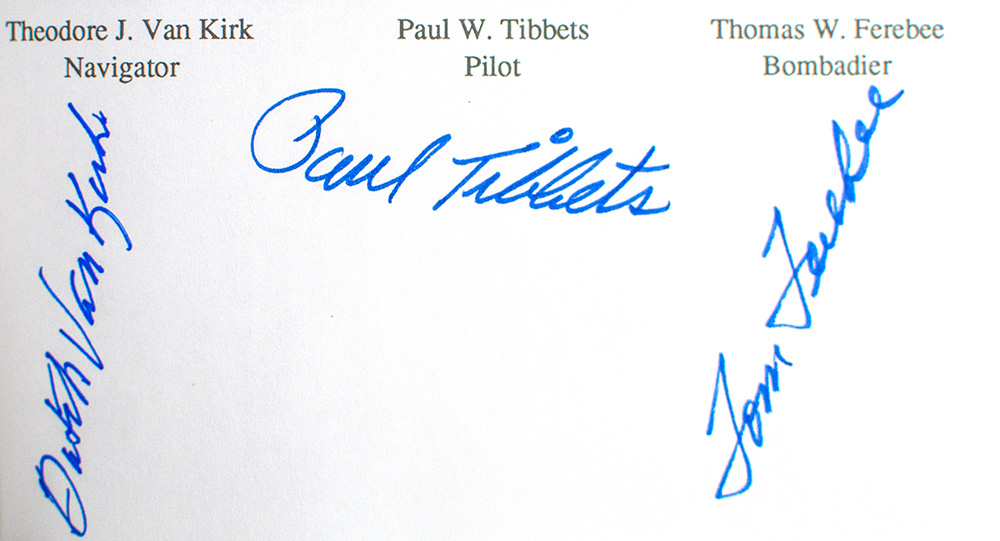 Theodore J. Van Kirk
Navigator
Paul W. Tibbets
Pilot
Thomas W. Ferebee
Bombadier
Dutch Van Kirk
Paul Tibbets
Tom Ferebee